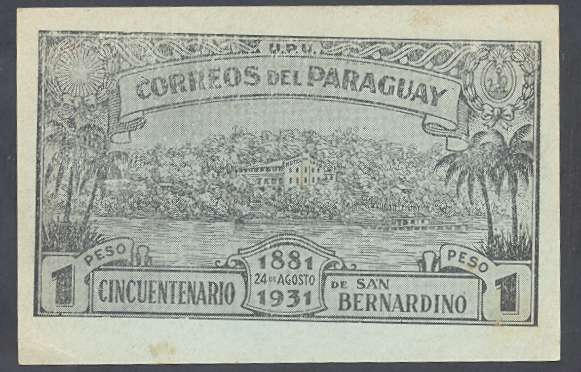 U.P.U.
CORREOS DEL PARAGUAY
PESO PESO
1 1881 1
24 DE AGOSTO
CINCUENTENARIO 1931 DE SAN
BERNARDINO